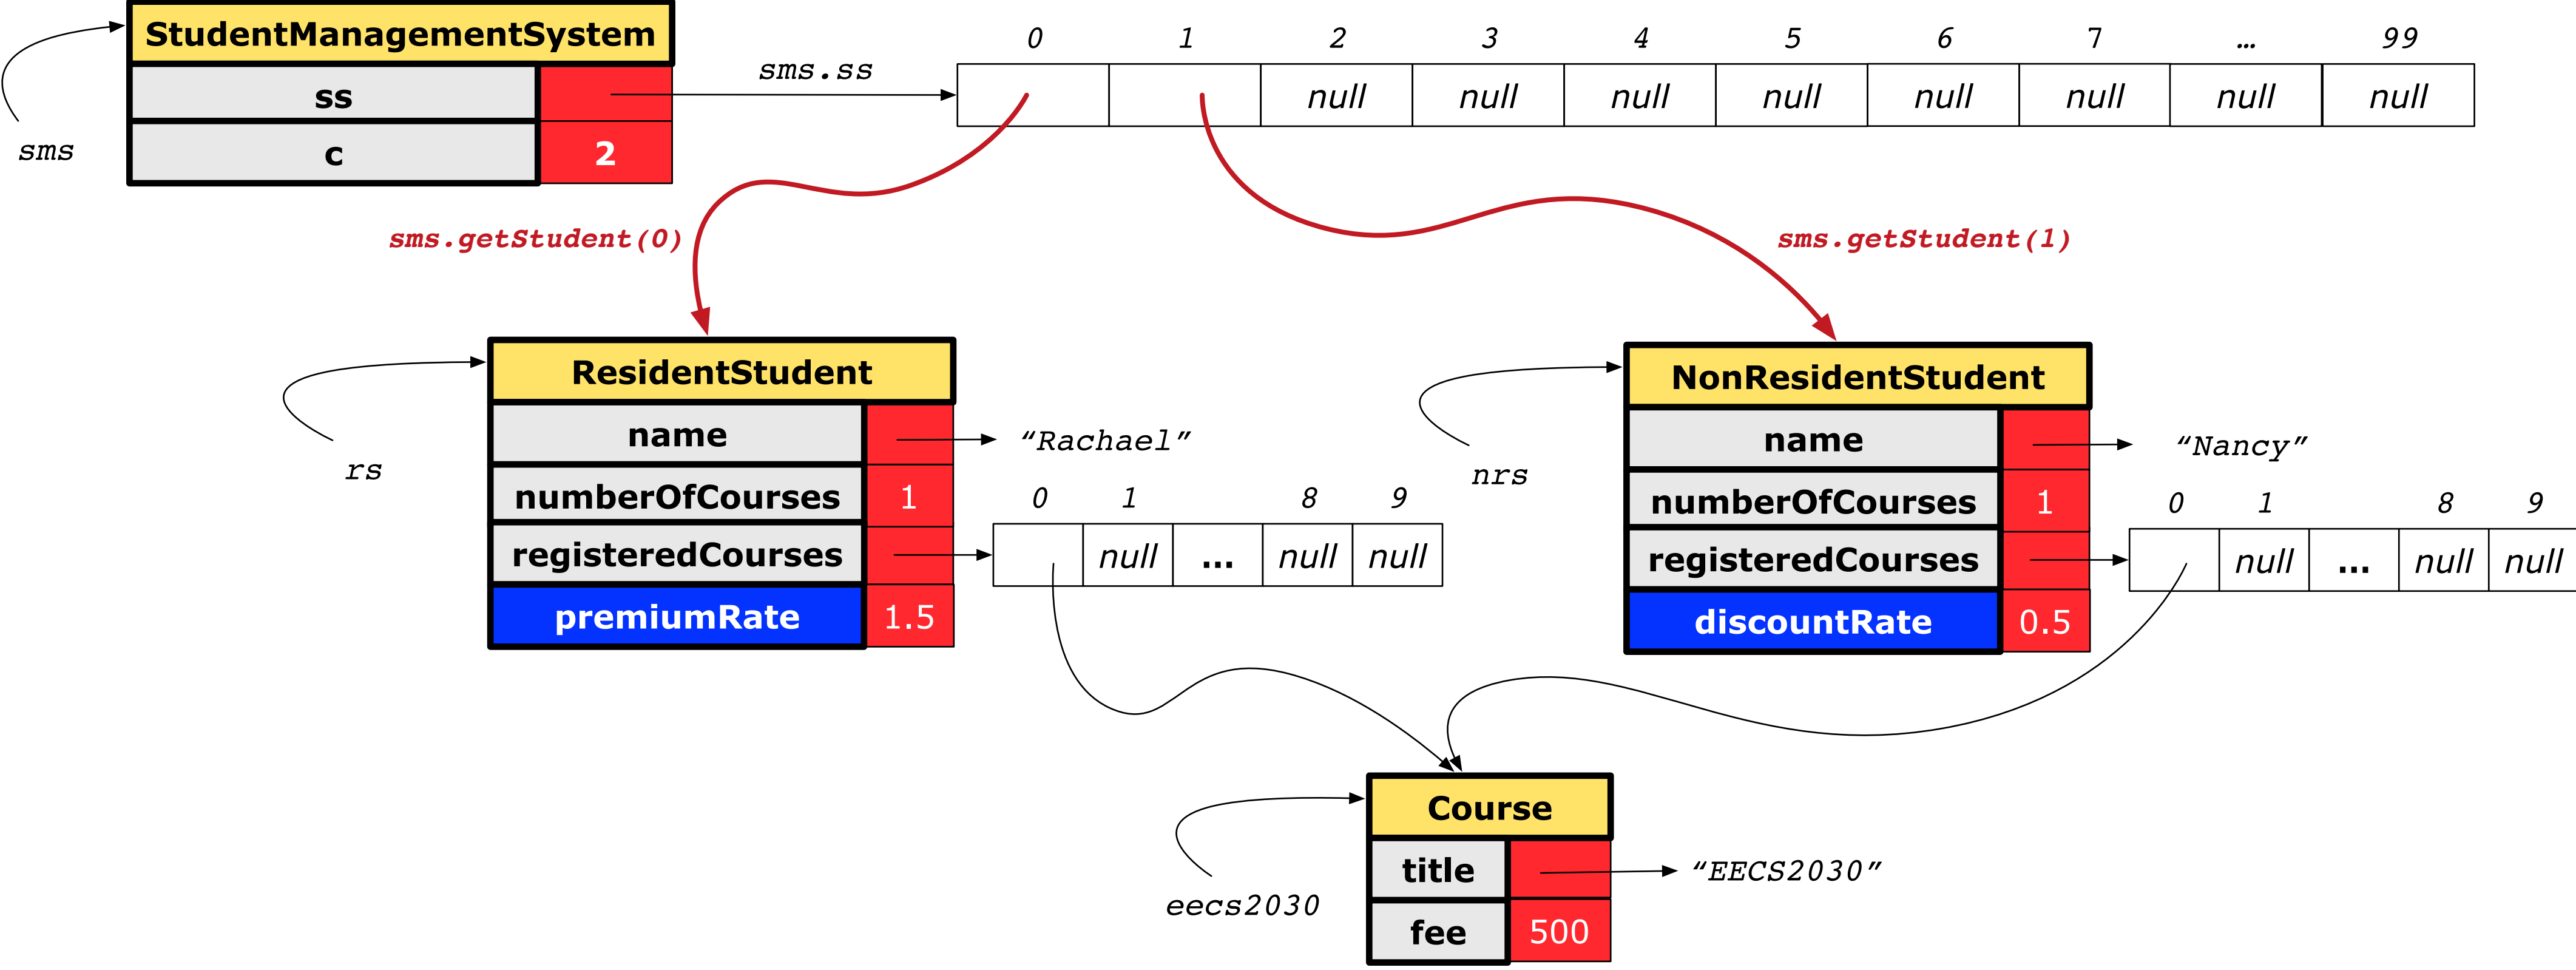 StudentManagementSystem
ss
c
2
sms
sms.ss
0 1 2 3 4 5 6 7 … 99
null null null null null null null null
sms.getStudent(0)
sms.getStudent(1)
ResidentStudent
name
“Rachael”
numberOfCourses
1
registeredCourses
premiumRate
1.5
rs
0 1 8 9
null ... null null
NonResidentStudent
name
“Nancy”
numberOfCourses
1
registeredCourses
discountRate
0.5
nrs
0 1 8 9
null ... null null
Course
title
“EECS2030”
fee
500
eecs2030